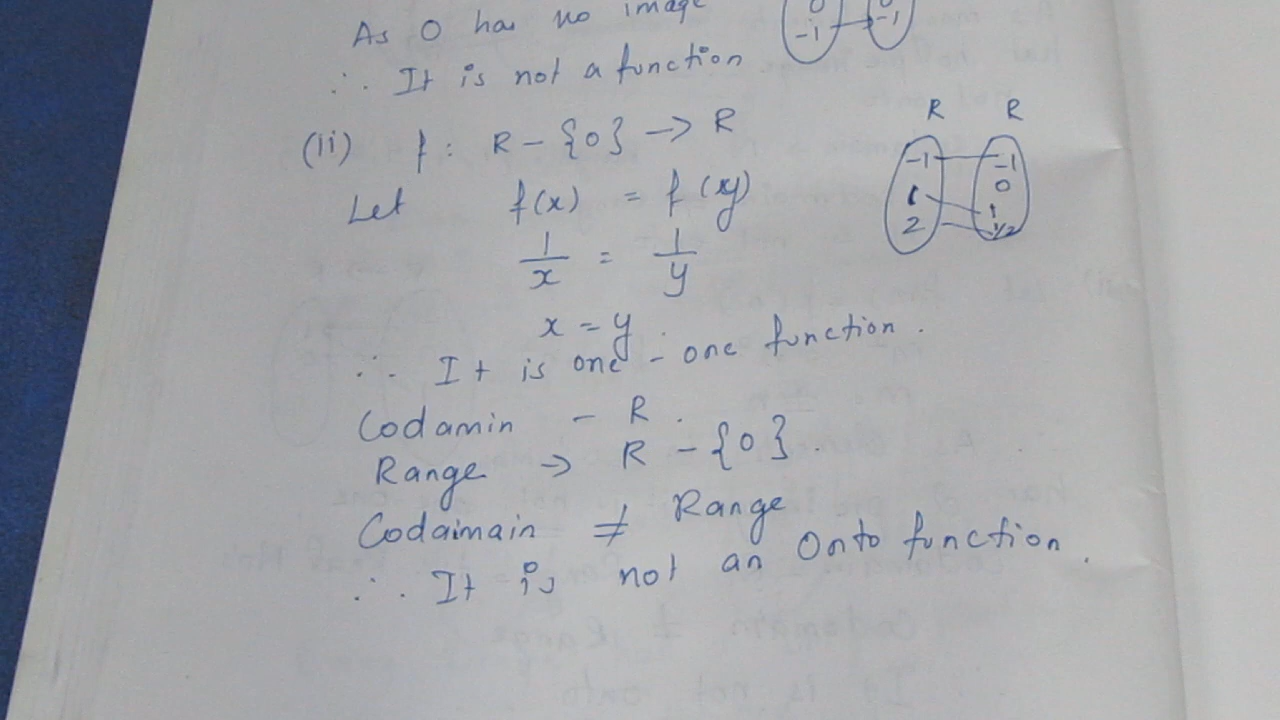 As 0 has no image
-1 -1
∴ It is not a function
(ii) f : R - {0} → R
R R
-1 -1
0
1 1
2 1/2
Let f(x) = f(y)
1/x = 1/y
x = y
∴ It is one - one function.
Codamin - R.
Range → R - {0}.
Codaimain ≠ Range
∴ It is not an Onto function.